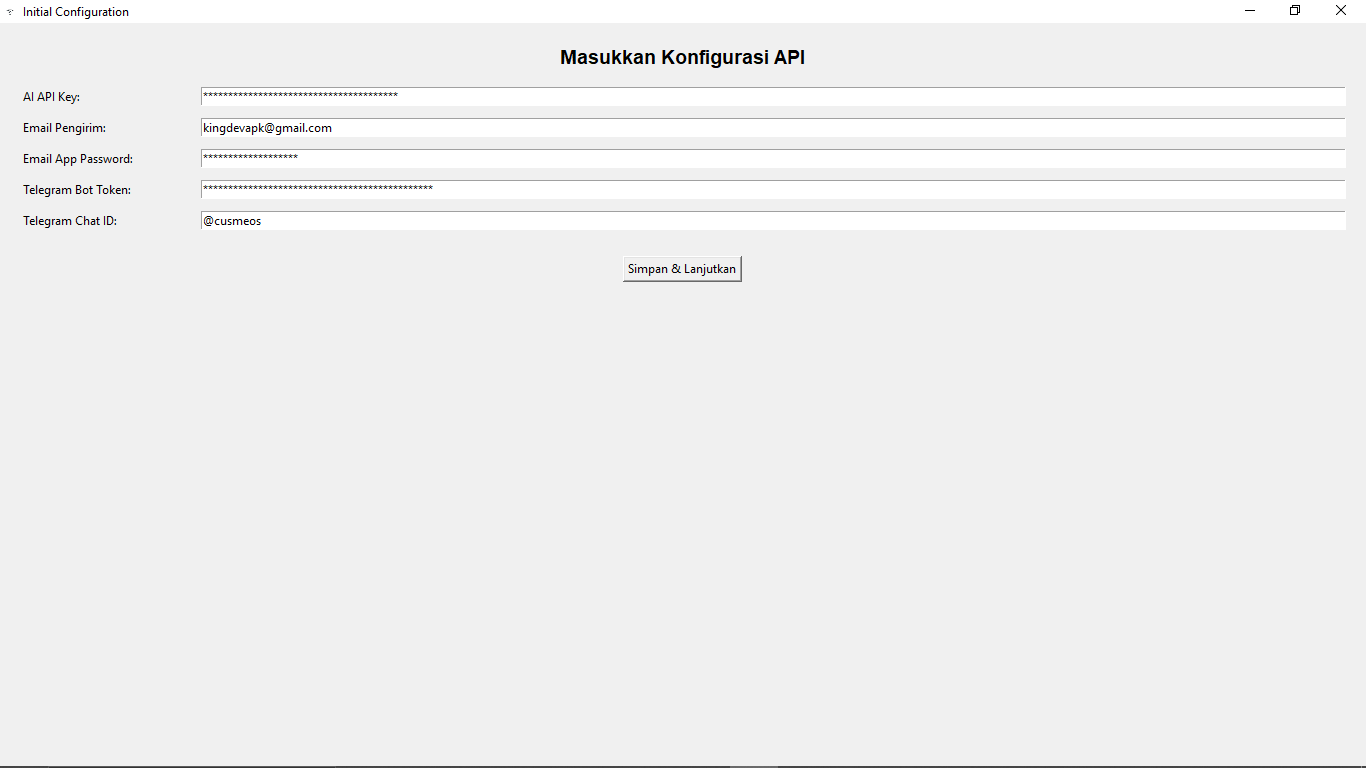 Initial Configuration
Masukkan Konfigurasi API
AI API Key: ***************************************
Email Pengirim: kingdevapk@gmail.com
Email App Password: *******************
Telegram Bot Token: **********************************************
Telegram Chat ID: @cusmeos
Simpan & Lanjutkan